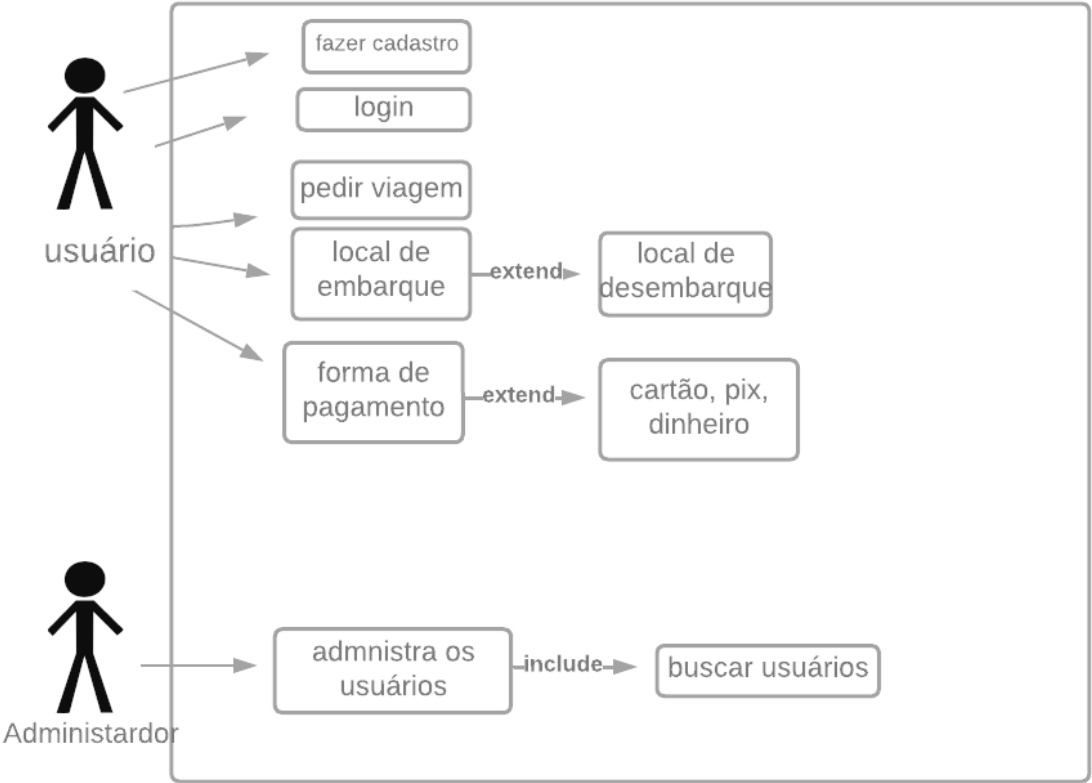 fazer cadastro
login
pedir viagem
usuário
local de
embarque
extend
local de
desembarque
forma de
pagamento
extend
cartão, pix,
dinheiro
admnistra os
usuários
include
buscar usuários
Administardor